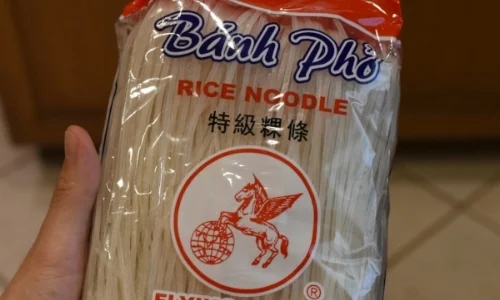 Bánh Phở
RICE NOODLE
特級粿條
®